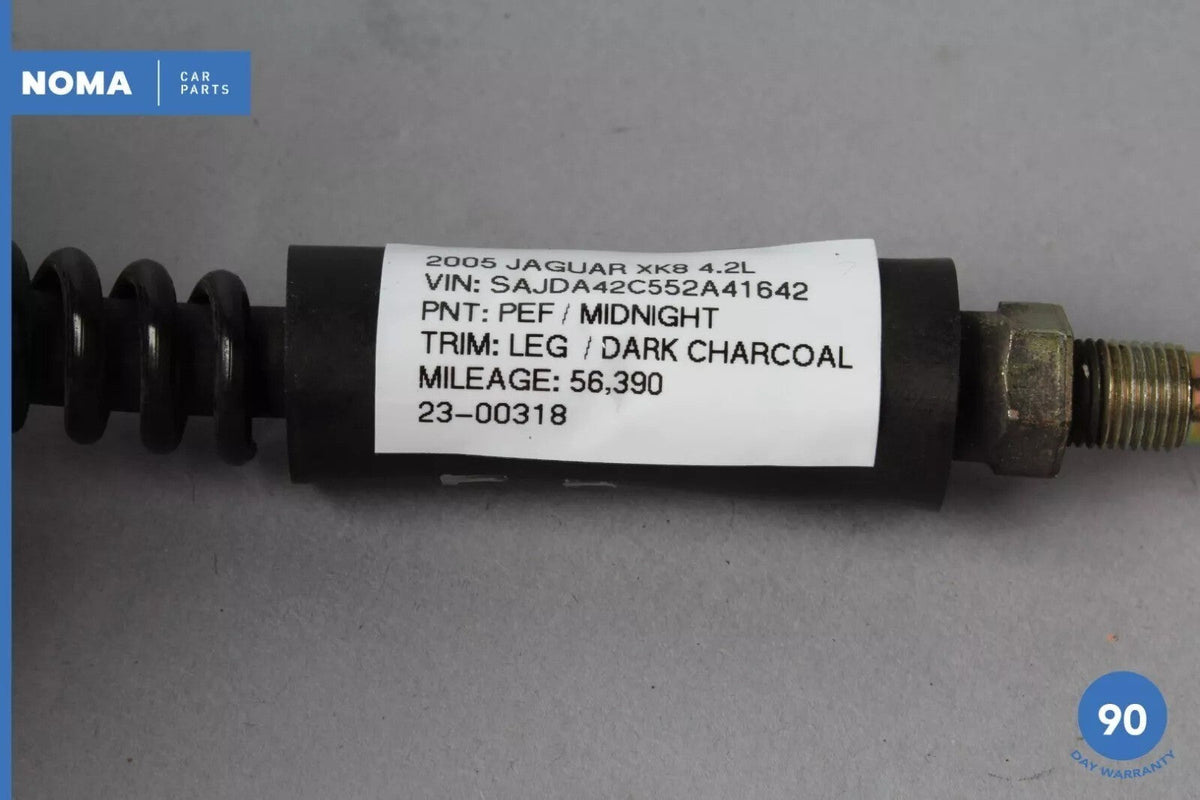 NOMA
CAR
PARTS
2005 JAGUAR XK8 4.2L
VIN: SAJDA42C552A41642
PNT: PEF / MIDNIGHT
TRIM: LEG / DARK CHARCOAL
MILEAGE: 56,390
23-00318
90
DAY WARRANTY